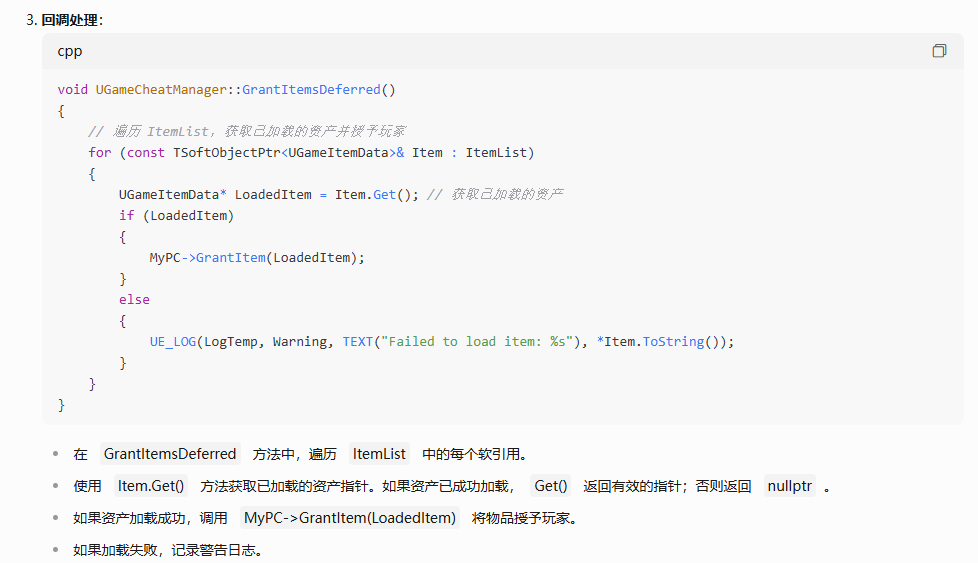 3. 回调处理：
cpp
void UGameCheatManager::GrantItemsDeferred()
{
    // 遍历 ItemList，获取已加载的资产并授予玩家
    for (const TSoftObjectPtr<UGameItemData>& Item : ItemList)
    {
        UGameItemData* LoadedItem = Item.Get(); // 获取已加载的资产
        if (LoadedItem)
        {
            MyPC->GrantItem(LoadedItem);
        }
        else
        {
            UE_LOG(LogTemp, Warning, TEXT("Failed to load item: %s"), *Item.ToString());
        }
    }
}
• 在 GrantItemsDeferred 方法中，遍历 ItemList 中的每个软引用。
• 使用 Item.Get() 方法获取已加载的资产指针。如果资产已成功加载， Get() 返回有效的指针；否则返回 nullptr 。
• 如果资产加载成功，调用 MyPC->GrantItem(LoadedItem) 将物品授予玩家。
• 如果加载失败，记录警告日志。